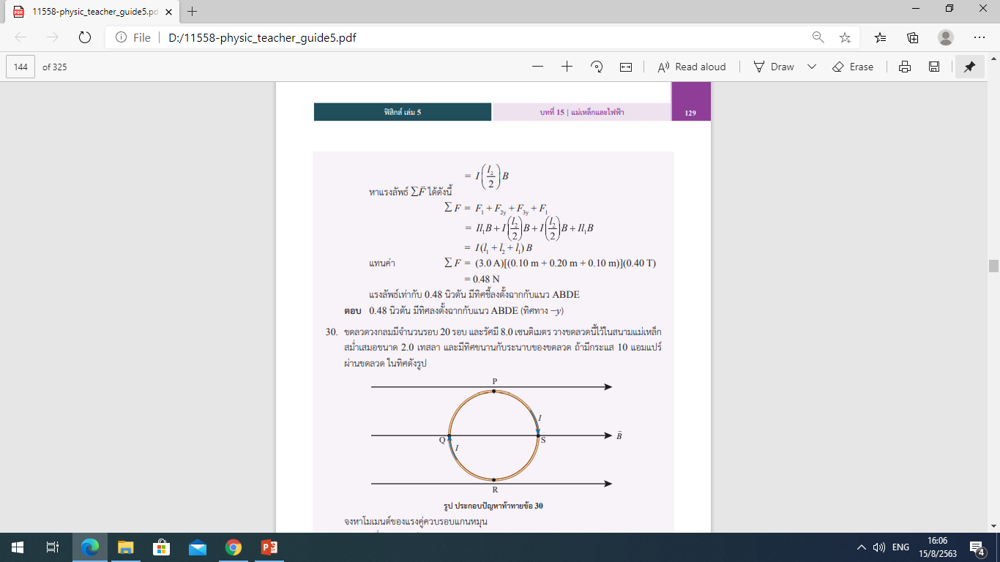 11558-physic_teacher_guide5.pd
File
D:/11558-physic_teacher_guide5.pdf
144 of 325
Read aloud
Draw
Erase
ฟิสิกส์ เล่ม 5
บทที่ 15 | แม่เหล็กและไฟฟ้า
129
= I(l₂/2)B
หาแรงลัพธ์ ∑F⃗ ได้ดังนี้
∑F = F₁ + F₂y + F₃y + F₁
= Il₁B + I(l₂/2)B + I(l₂/2)B + Il₁B
= I(l₁ + l₂ + l₁)B
แทนค่า ∑F = (3.0 A)[(0.10 m + 0.20 m + 0.10 m)](0.40 T)
= 0.48 N
แรงลัพธ์เท่ากับ 0.48 นิวตัน มีทิศชี้ลงตั้งฉากกับแนว ABDE
ตอบ 0.48 นิวตัน มีทิศลงตั้งฉากกับแนว ABDE (ทิศทาง −y)
30. ขดลวดวงกลมมีจำนวนรอบ 20 รอบ และรัศมี 8.0 เซนติเมตร วางขดลวดนี้ไว้ในสนามแม่เหล็ก
สม่ำเสมอขนาด 2.0 เทสลา และมีทิศขนานกับระนาบของขดลวด ถ้ามีกระแส 10 แอมแปร์
ผ่านขดลวด ในทิศดังรูป
P
I
Q
S
B⃗
I
R
รูป ประกอบปัญหาท้าทายข้อ 30
จงหาโมเมนต์ของแรงคู่ควบรอบแกนหมุน
ENG
16:06
15/8/2563
4